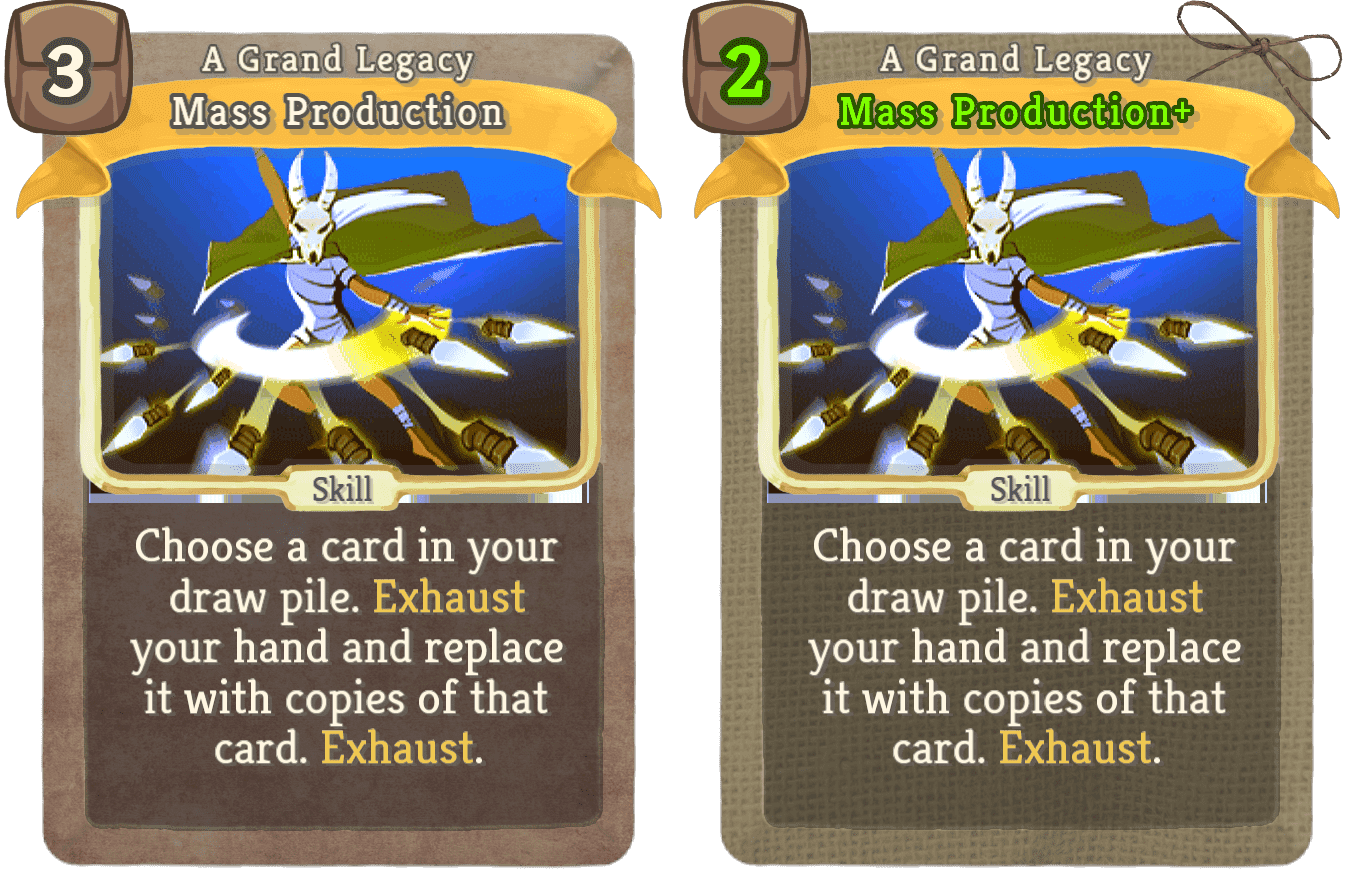 3
A Grand Legacy
Mass Production
Skill
Choose a card in your
draw pile. Exhaust
your hand and replace
it with copies of that
card. Exhaust.
2
A Grand Legacy
Mass Production+
Skill
Choose a card in your
draw pile. Exhaust
your hand and replace
it with copies of that
card. Exhaust.